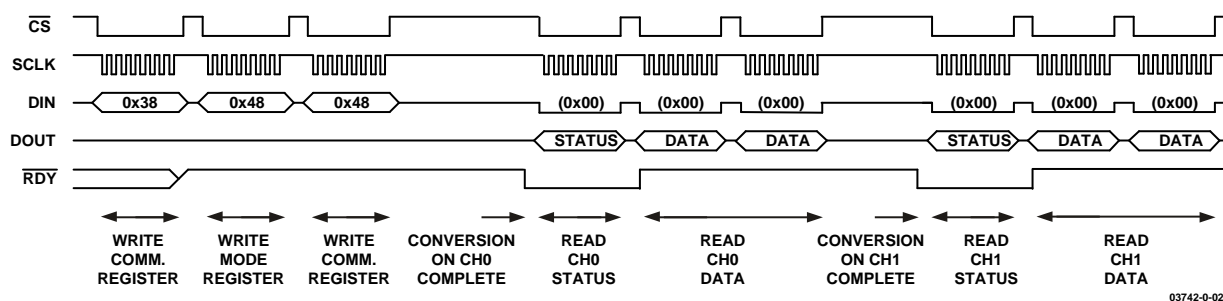 CS
SCLK
DIN 0x38 0x48 0x48 (0x00) (0x00) (0x00) (0x00) (0x00) (0x00)
DOUT STATUS DATA DATA STATUS DATA DATA
RDY
WRITE COMM. REGISTER
WRITE MODE REGISTER
WRITE COMM. REGISTER
CONVERSION ON CH0 COMPLETE
READ CH0 STATUS
READ CH0 DATA
CONVERSION ON CH1 COMPLETE
READ CH1 STATUS
READ CH1 DATA
03742-0-02